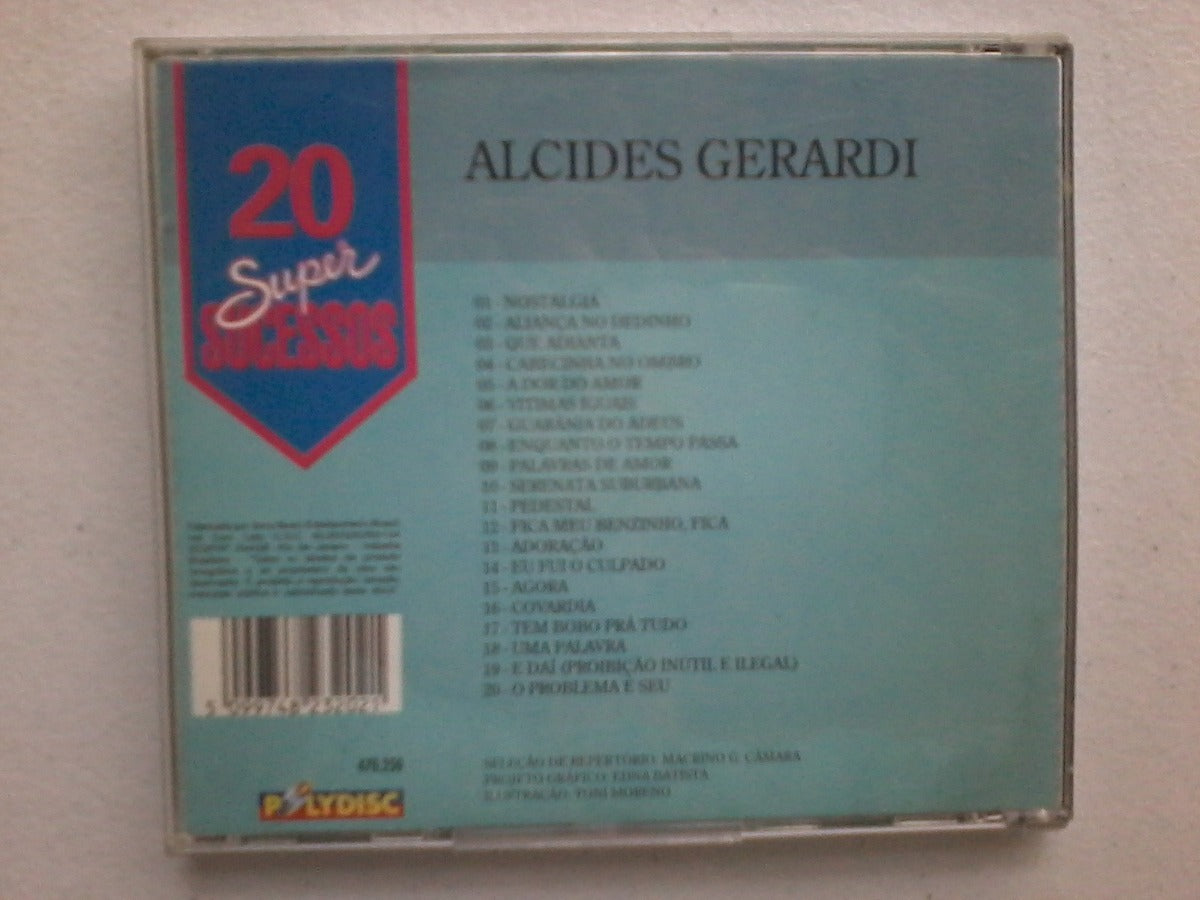 20
Super
SUCESSOS
ALCIDES GERARDI
01 - NOSTALGIA
02 - ALIANÇA NO DEDINHO
03 - QUE ADIANTA
04 - CABECINHA NO OMBRO
05 - A DOR DO AMOR
06 - VITIMAS IGUAIS
07 - GUARÂNIA DO ADEUS
08 - ENQUANTO O TEMPO PASSA
09 - PALAVRAS DE AMOR
10 - SERENATA SUBURBANA
11 - PEDESTAL
12 - FICA MEU BENZINHO, FICA
13 - ADORAÇÃO
14 - EU FUI O CULPADO
15 - AGORA
16 - COVARDIA
17 - TEM BOBO PRÁ TUDO
18 - UMA PALAVRA
19 - E DAÍ (PROIBIÇÃO INUTIL E ILEGAL)
20 - O PROBLEMA É SEU
SELEÇÃO DE REPERTÓRIO: MACRINO G. CÂMARA
PROJETO GRÁFICO: EDNA BATISTA
ILUSTRAÇÃO: TONI MORENO
470.250
POLYDISC